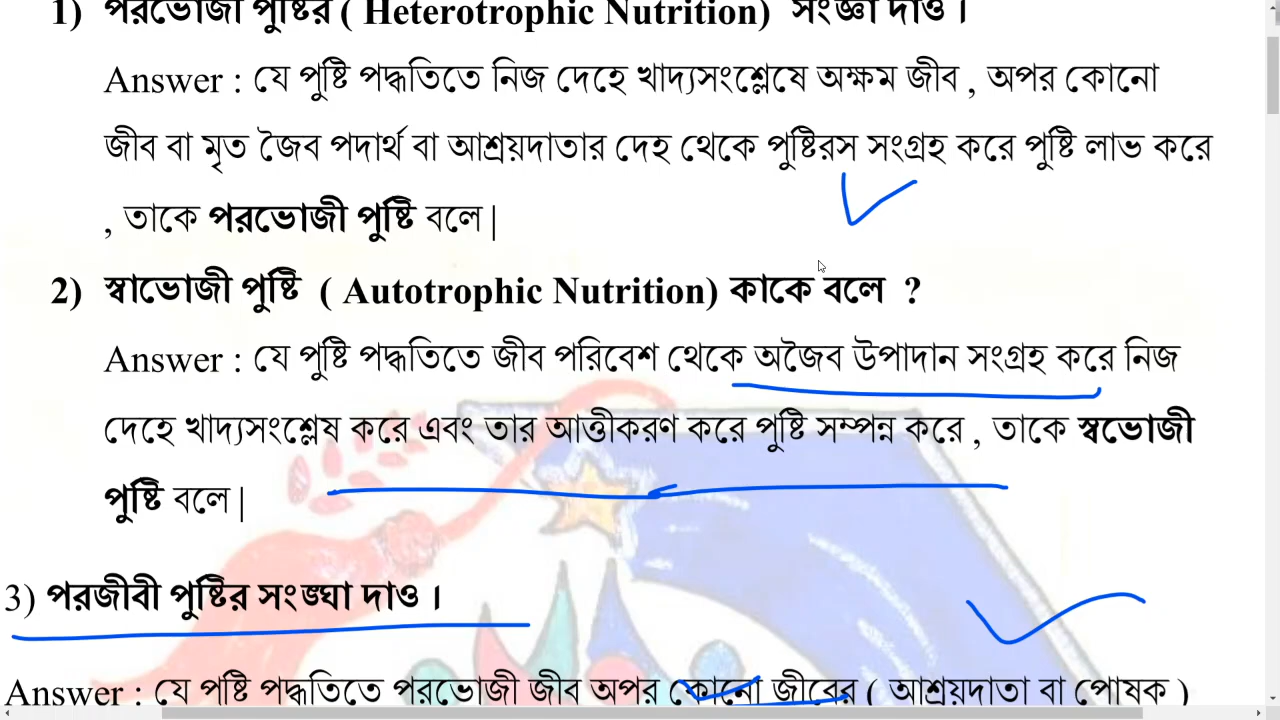 1) পরভোজী পুষ্টির ( Heterotrophic Nutrition) সংজ্ঞা দাও ।
Answer : যে পুষ্টি পদ্ধতিতে নিজ দেহে খাদ্যসংশ্লেষে অক্ষম জীব , অপর কোনো
জীব বা মৃত জৈব পদার্থ বা আশ্রয়দাতার দেহ থেকে পুষ্টিরস সংগ্রহ করে পুষ্টি লাভ করে
, তাকে পরভোজী পুষ্টি বলে|
2) স্বাভোজী পুষ্টি ( Autotrophic Nutrition) কাকে বলে ?
Answer : যে পুষ্টি পদ্ধতিতে জীব পরিবেশ থেকে অজৈব উপাদান সংগ্রহ করে নিজ
দেহে খাদ্যসংশ্লেষ করে এবং তার আত্তীকরণ করে পুষ্টি সম্পন্ন করে , তাকে স্বভোজী
পুষ্টি বলে|
3) পরজীবী পুষ্টির সংঙ্ঘা দাও ।
Answer : যে পষ্টি পদ্ধতিতে পরভোজী জীব অপর কোনো জীবের ( আশ্রয়দাতা বা পোষক )